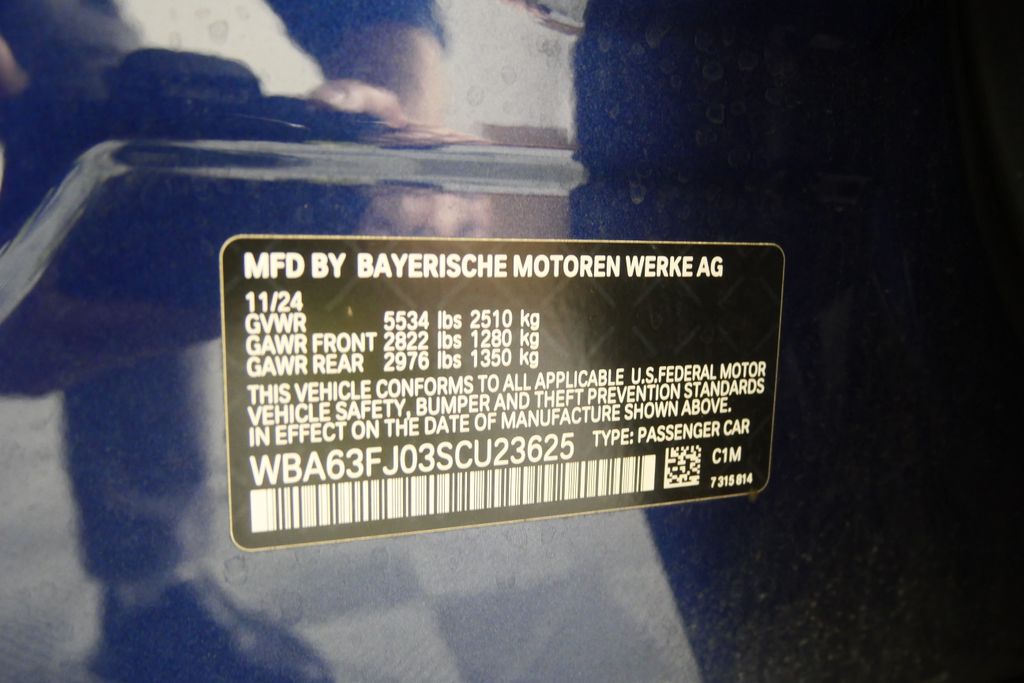 MFD BY BAYERISCHE MOTOREN WERKE AG
11/24
GVWR 5534 lbs 2510 kg
GAWR FRONT 2822 lbs 1280 kg
GAWR REAR 2976 lbs 1350 kg
THIS VEHICLE CONFORMS TO ALL APPLICABLE U.S.FEDERAL MOTOR
VEHICLE SAFETY, BUMPER AND THEFT PREVENTION STANDARDS
IN EFFECT ON THE DATE OF MANUFACTURE SHOWN ABOVE.
WBA63FJ03SCU23625 TYPE: PASSENGER CAR
C1M
7315814